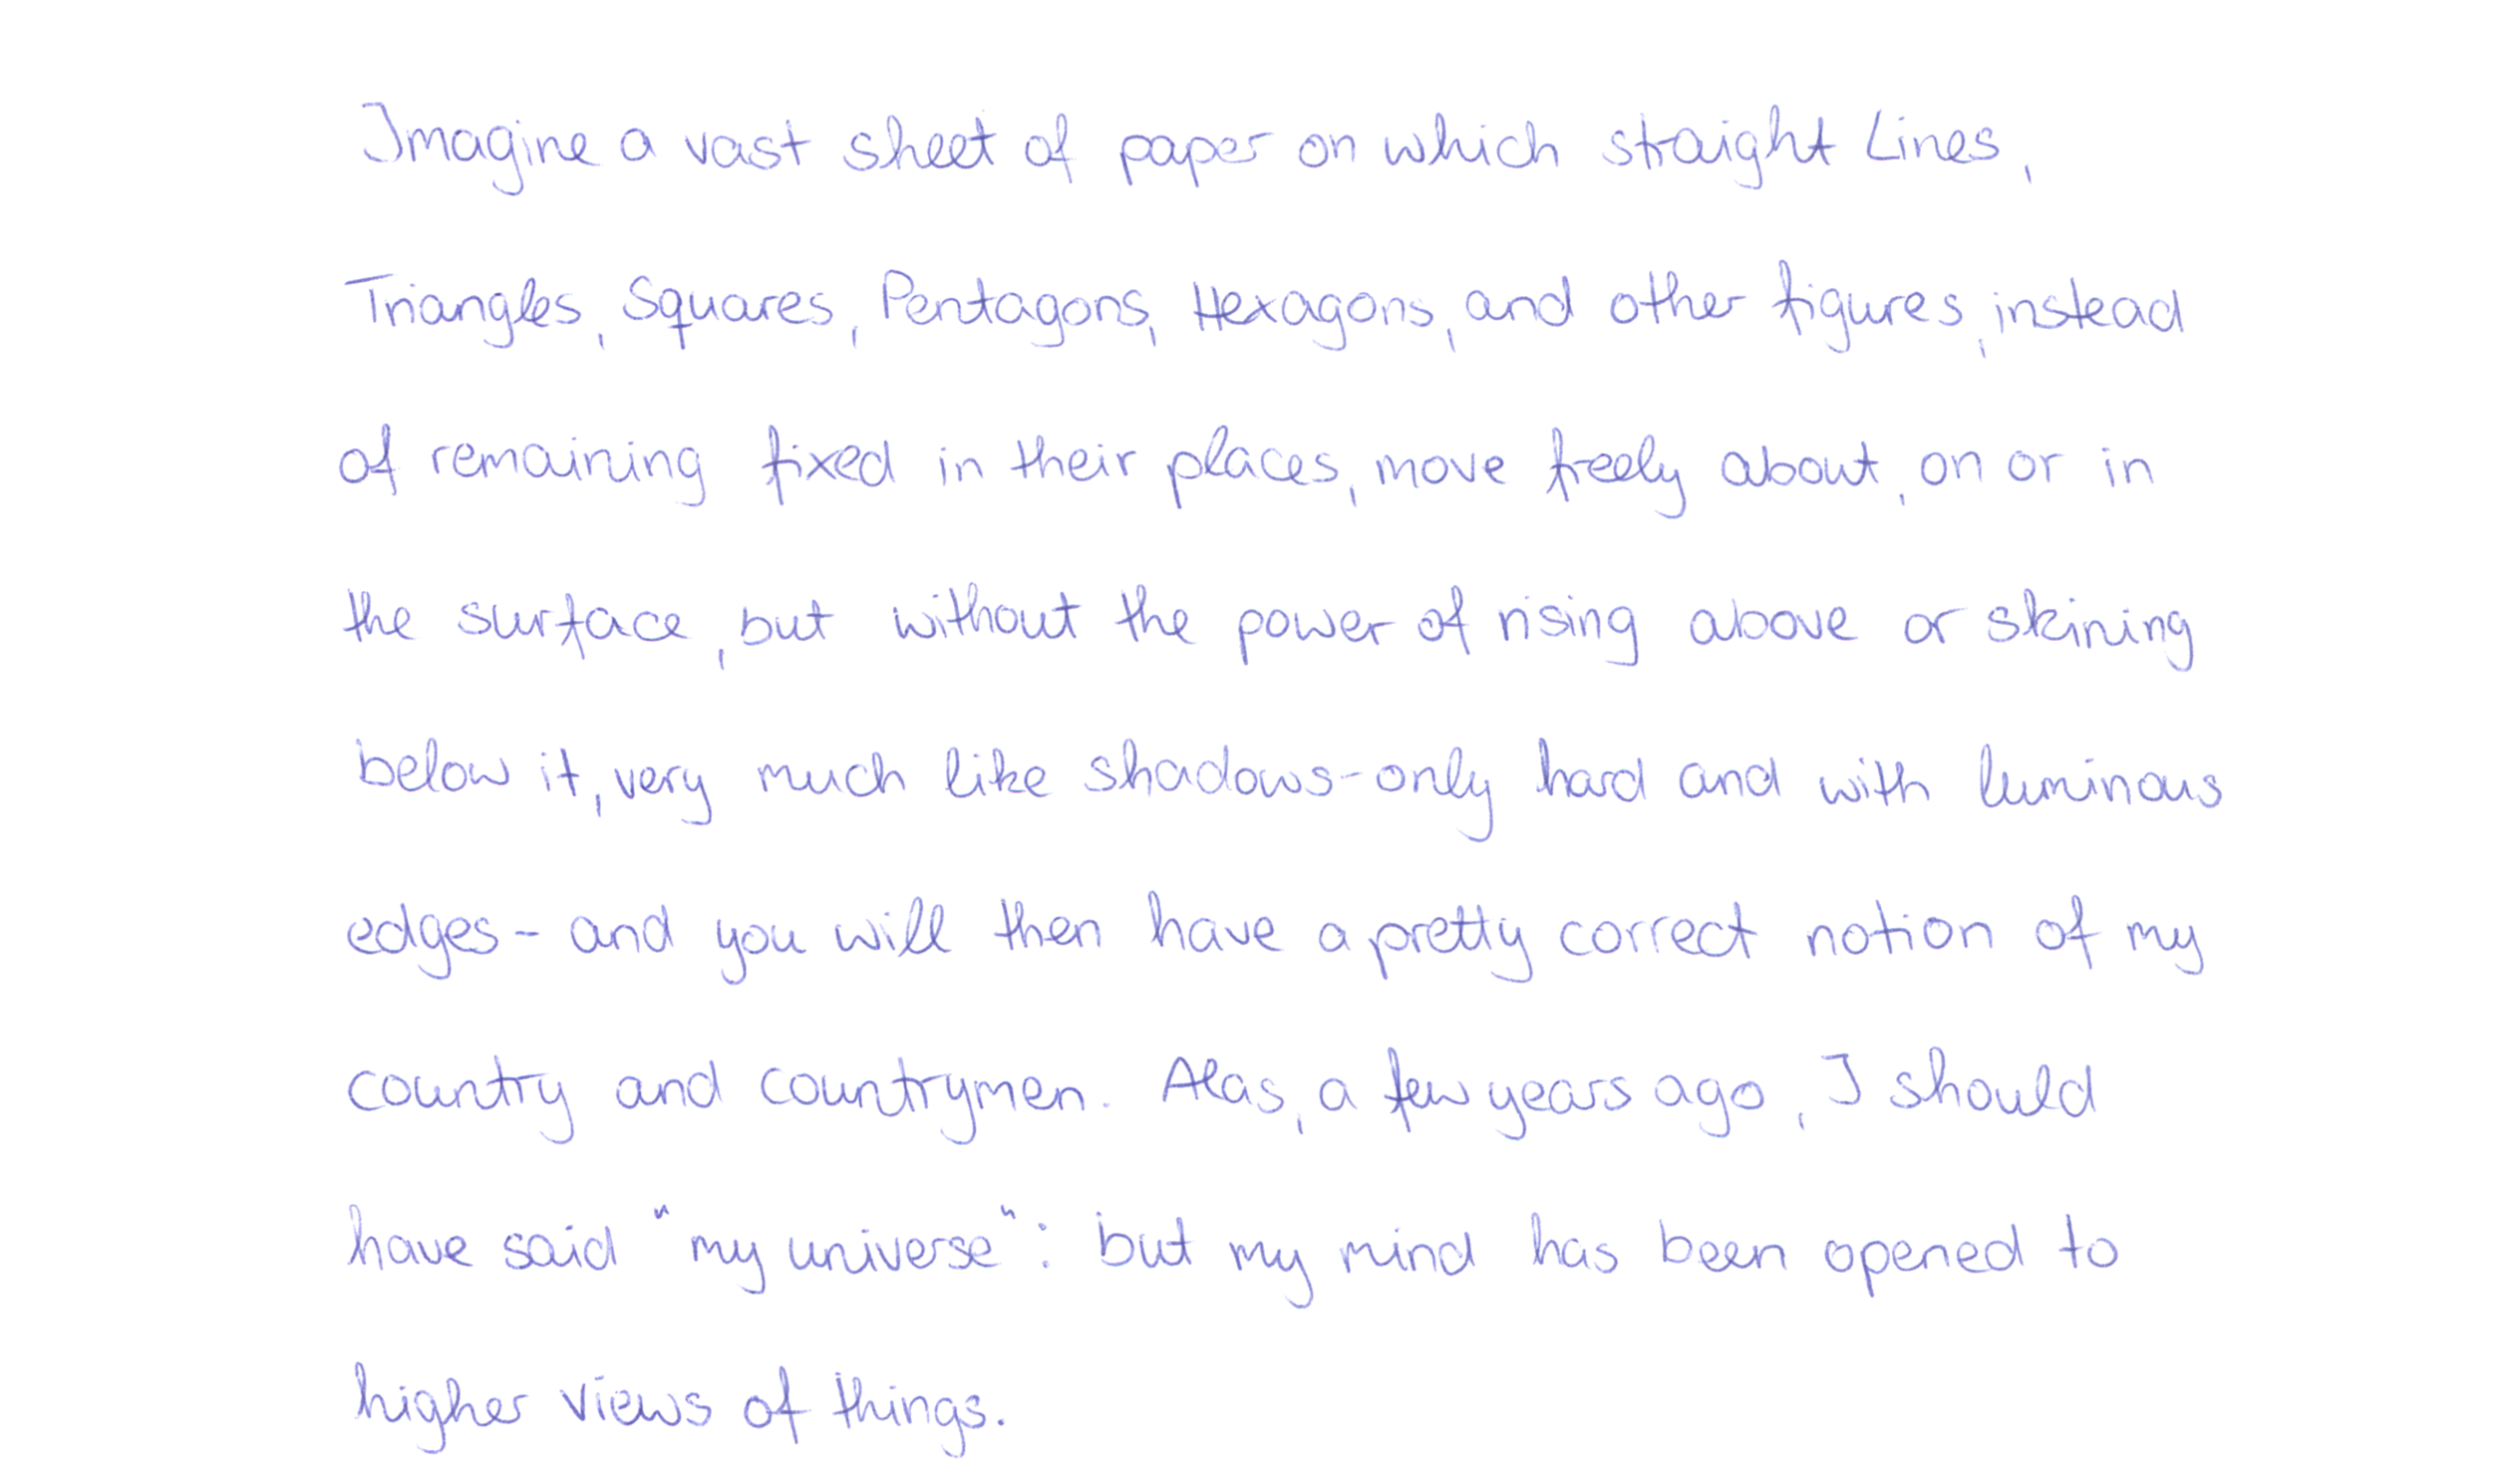 Imagine a vast sheet of paper on which straight Lines,
Triangles, Squares, Pentagons, Hexagons, and other figures, instead
of remaining fixed in their places, move freely about, on or in
the surface, but without the power of rising above or skining
below it, very much like shadows-only hard and with luminous
edges- and you will then have a pretty correct notion of my
country and countrymen. Alas, a few years ago, I should
have said "my universe": but my mind has been opened to
higher views of things.